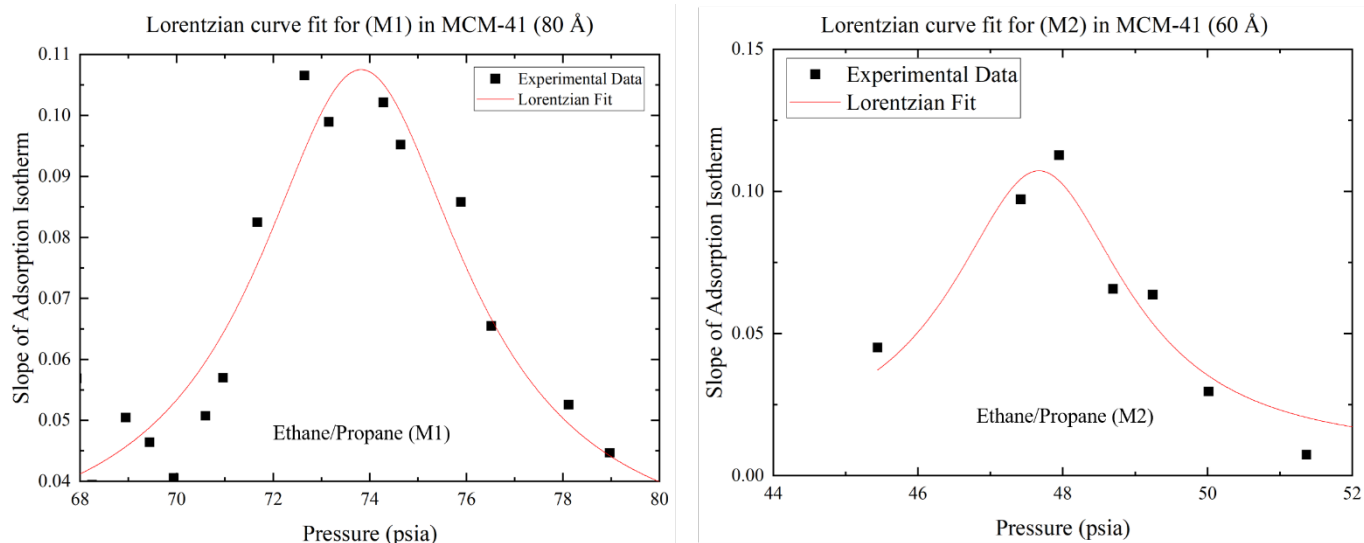 Lorentzian curve fit for (M1) in MCM-41 (80 Å)
0.11
0.10
0.09
0.08
0.07
0.06
0.05
0.04
Slope of Adsorption Isotherm
Experimental Data
Lorentzian Fit
Ethane/Propane (M1)
68 70 72 74 76 78 80
Pressure (psia)
Lorentzian curve fit for (M2) in MCM-41 (60 Å)
0.15
0.10
0.05
0.00
Slope of Adsorption Isotherm
Experimental Data
Lorentzian Fit
Ethane/Propane (M2)
44 46 48 50 52
Pressure (psia)